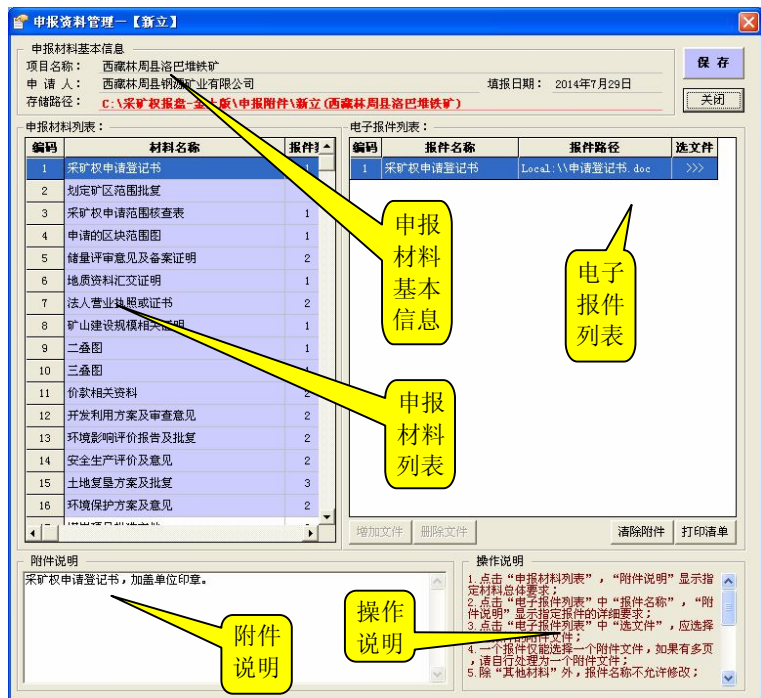 申报资料管理—【新立】
申报材料基本信息
项目名称： 西藏林周县洛巴堆铁矿
申 请 人： 西藏林周县钢源矿业有限公司 填报日期： 2014年7月29日
存储路径： C:\采矿权报盘-国土版\申报附件\新立(西藏林周县洛巴堆铁矿)
保 存
关闭
申报材料列表：
编码 材料名称 报件
1 采矿权申请登记书 1
2 划定矿区范围批复
3 采矿权申请范围核查表 1
4 申请的区块范围图 1
5 储量评审意见及备案证明 2
6 地质资料汇交证明 1
7 法人营业执照或证书 2
8 矿山建设规模相关证明 1
9 二叠图 1
10 三叠图
11 价款相关资料 2
12 开发利用方案及审查意见 2
13 环境影响评价报告及批复 2
14 安全生产评价及意见 2
15 土地复垦方案及批复 3
16 环境保护方案及意见 2
电子报件列表：
编码 报件名称 报件路径 选文件
1 采矿权申请登记书 Local:\\申请登记书.doc >>>
申报
材料
基本
信息
电子
报件
列表
申报
材料
列表
增加文件 删除文件 清除附件 打印清单
附件说明
采矿权申请登记书，加盖单位印章。
附件
说明
操作
说明
操作说明
1.点击“申报材料列表”，“附件说明”显示指
定材料总体要求；
2.点击“电子报件列表”中“报件名称”，“附
件说明”显示指定报件的详细要求；
3.点击“电子报件列表”中“选文件”，应选择
的附件文件；
4.一个报件仅能选择一个附件文件，如果有多页
，请自行处理为一个附件文件；
5.除“其他材料”外，报件名称不允许修改；